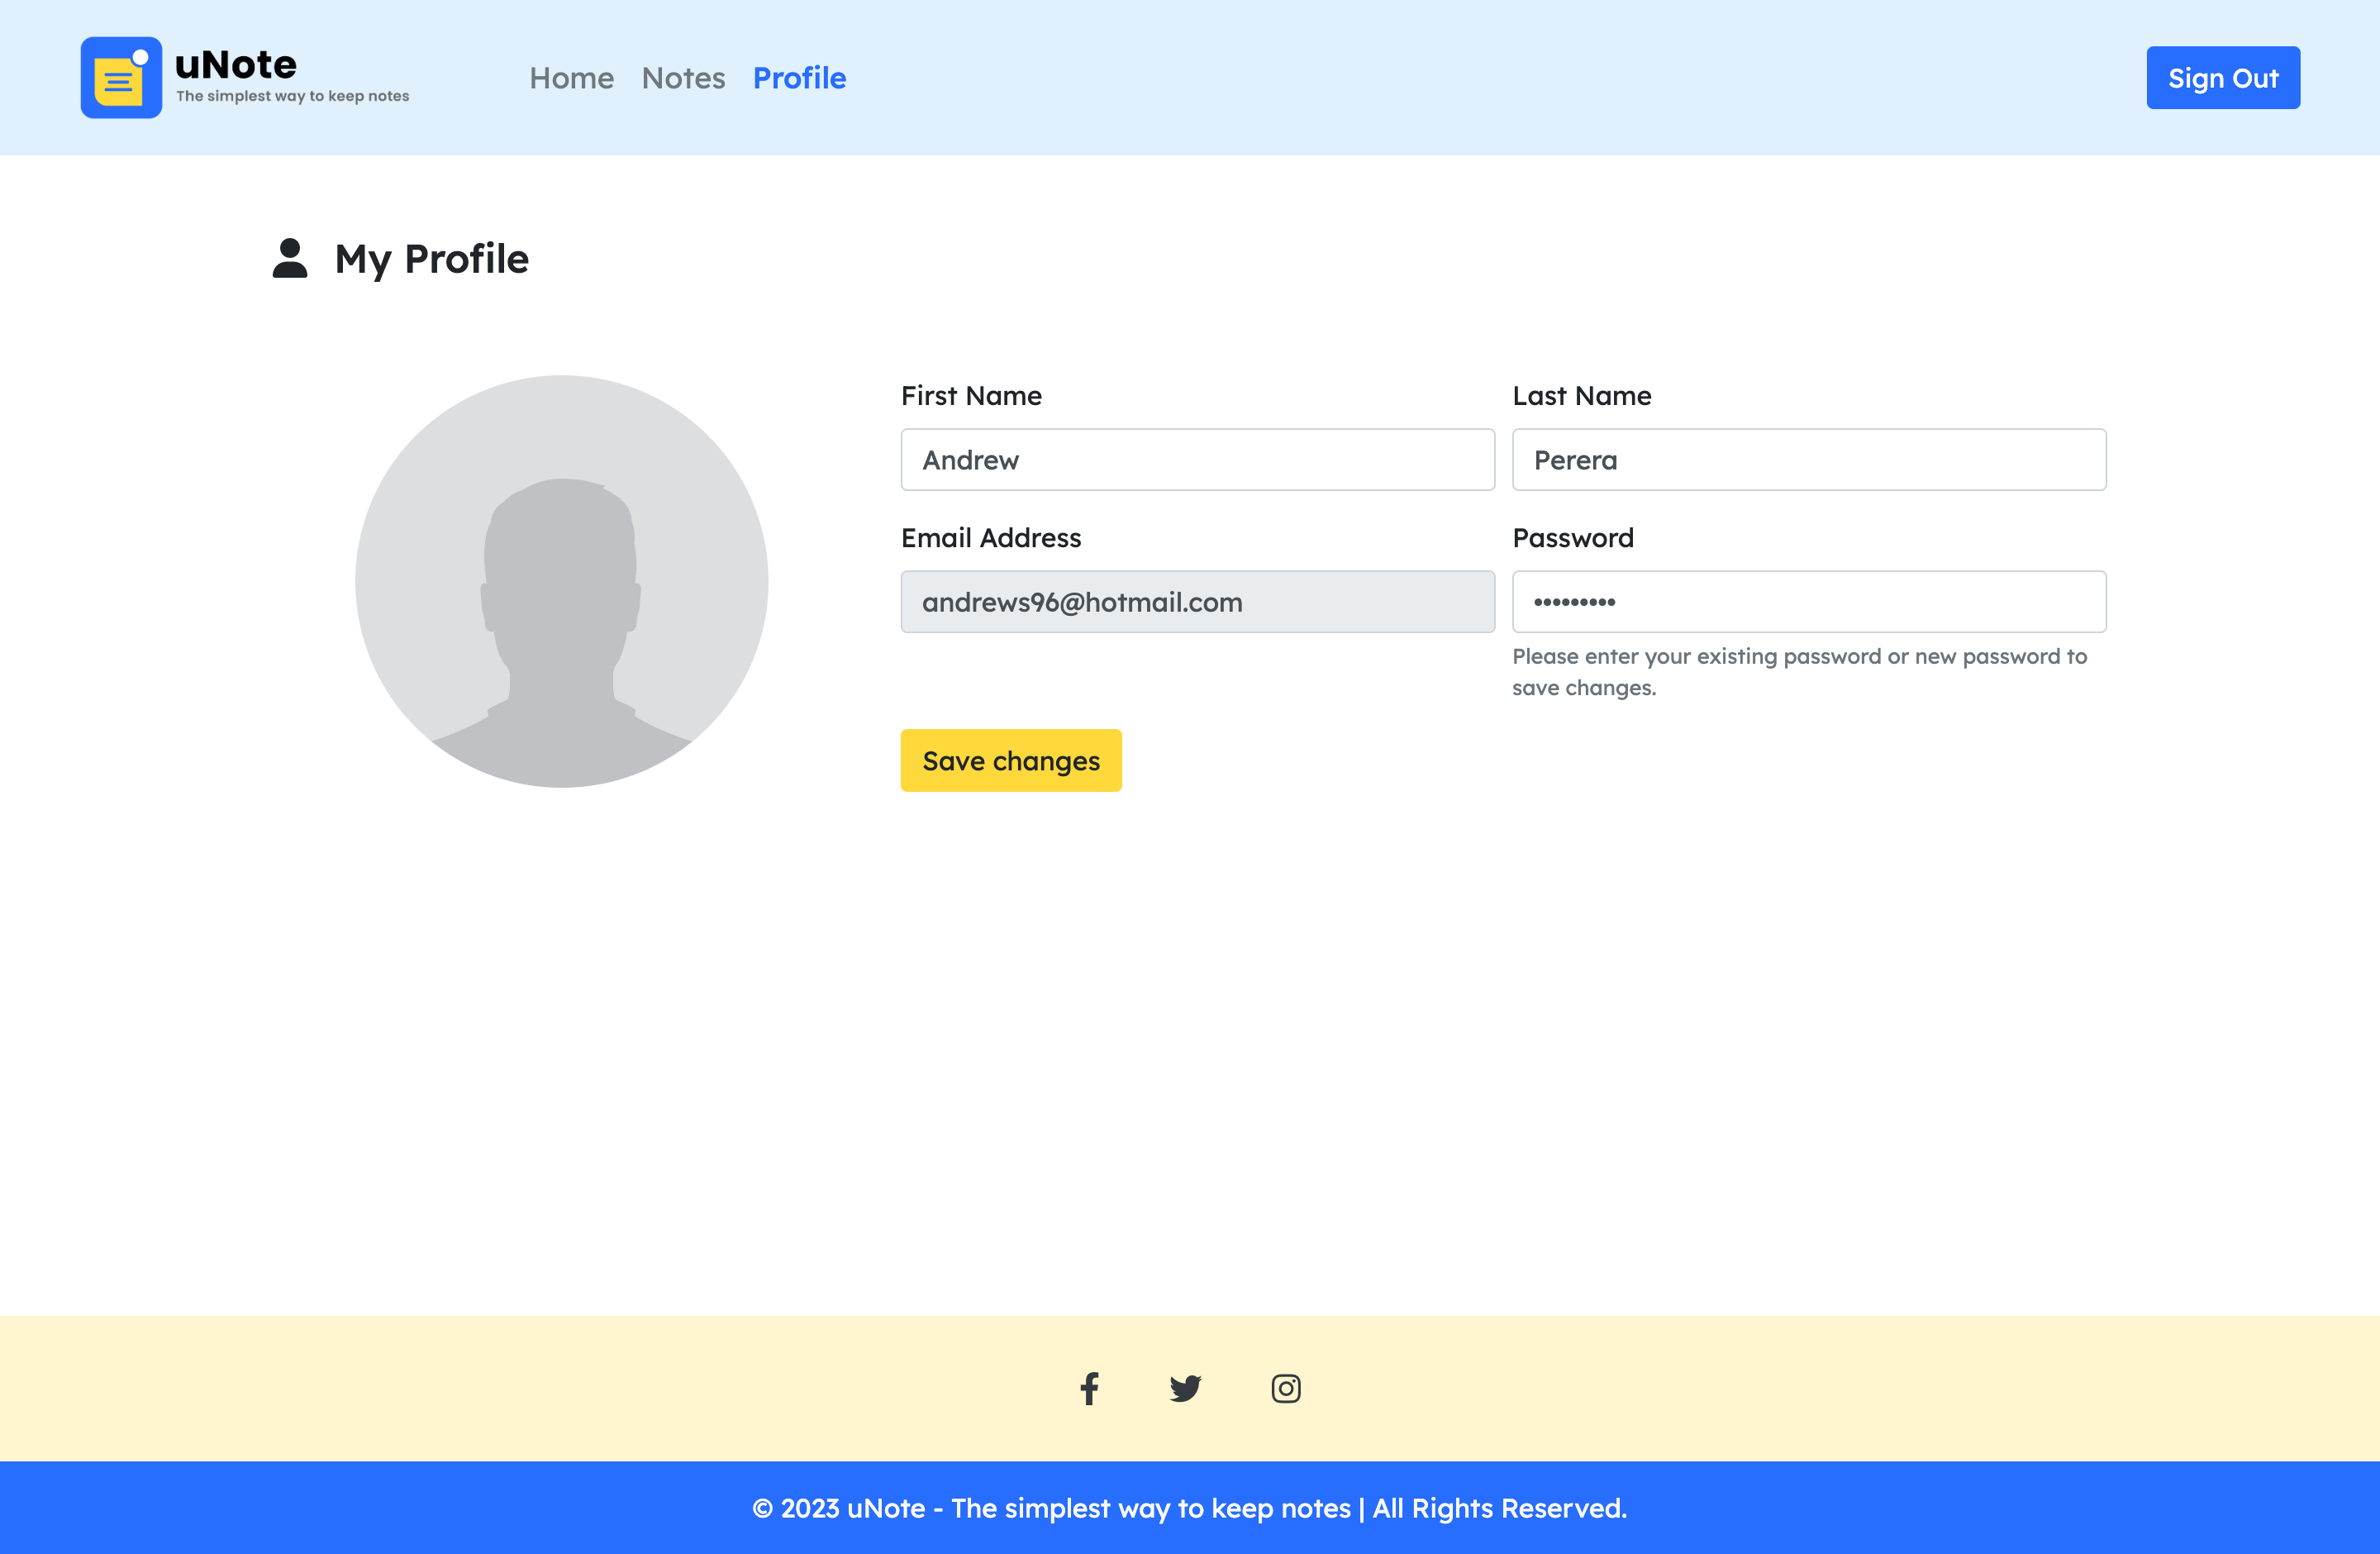 uNote
The simplest way to keep notes
Home Notes Profile
Sign Out
My Profile
First Name
Last Name
Andrew
Perera
Email Address
Password
andrews96@hotmail.com
•••••••••
Please enter your existing password or new password to
save changes.
Save changes
© 2023 uNote - The simplest way to keep notes | All Rights Reserved.